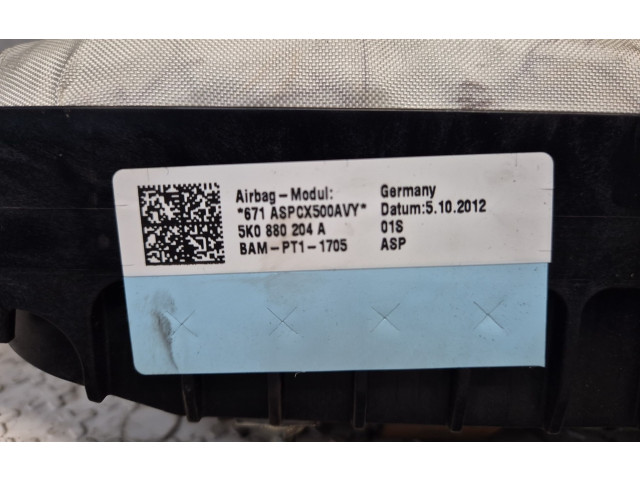 Airbag-Modul: Germany
*671 ASPCX500AVY* Datum:5.10.2012
5K0 880 204 A 01S
BAM-PT1-1705 ASP